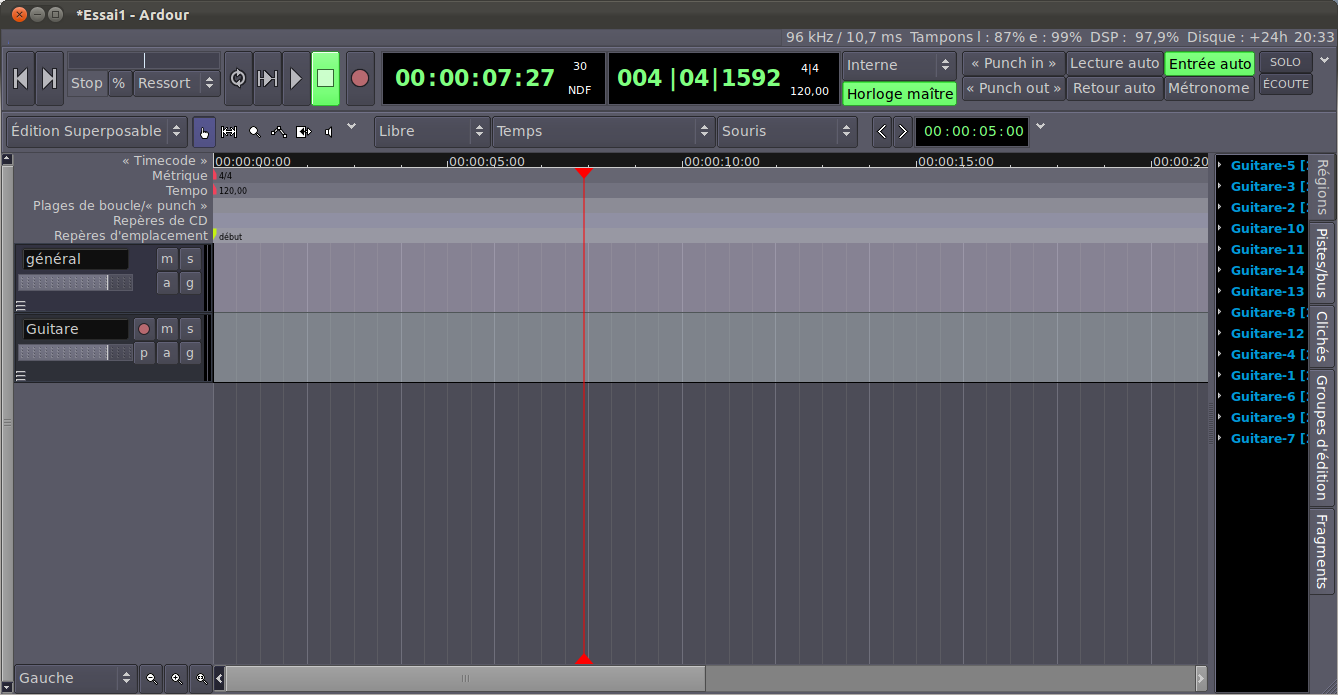 *Essai1 - Ardour
96 kHz / 10,7 ms Tampons l : 87% e : 99% DSP : 97,9% Disque : +24h 20:33
Stop % Ressort
00:00:07:27 30 NDF
004 |04|1592 4|4 120,00
Interne
Horloge maître
« Punch in » Lecture auto Entrée auto SOLO
« Punch out » Retour auto Métronome ÉCOUTE
Édition Superposable Libre Temps Souris 00:00:05:00
« Timecode » 00:00:00:00 00:00:05:00 00:00:10:00 00:00:15:00 00:00:20
Métrique 4/4
Tempo 120,00
Plages de boucle/« punch »
Repères de CD
Repères d'emplacement début
général m s
a g
Guitare m s
p a g
Guitare-5 [
Guitare-3 [
Guitare-2 [
Guitare-10
Guitare-11
Guitare-14
Guitare-13
Guitare-8 [
Guitare-12
Guitare-4 [
Guitare-1 [
Guitare-6 [
Guitare-9 [
Guitare-7 [
Régions
Pistes/bus
Clichés
Groupes d'édition
Fragments
Gauche